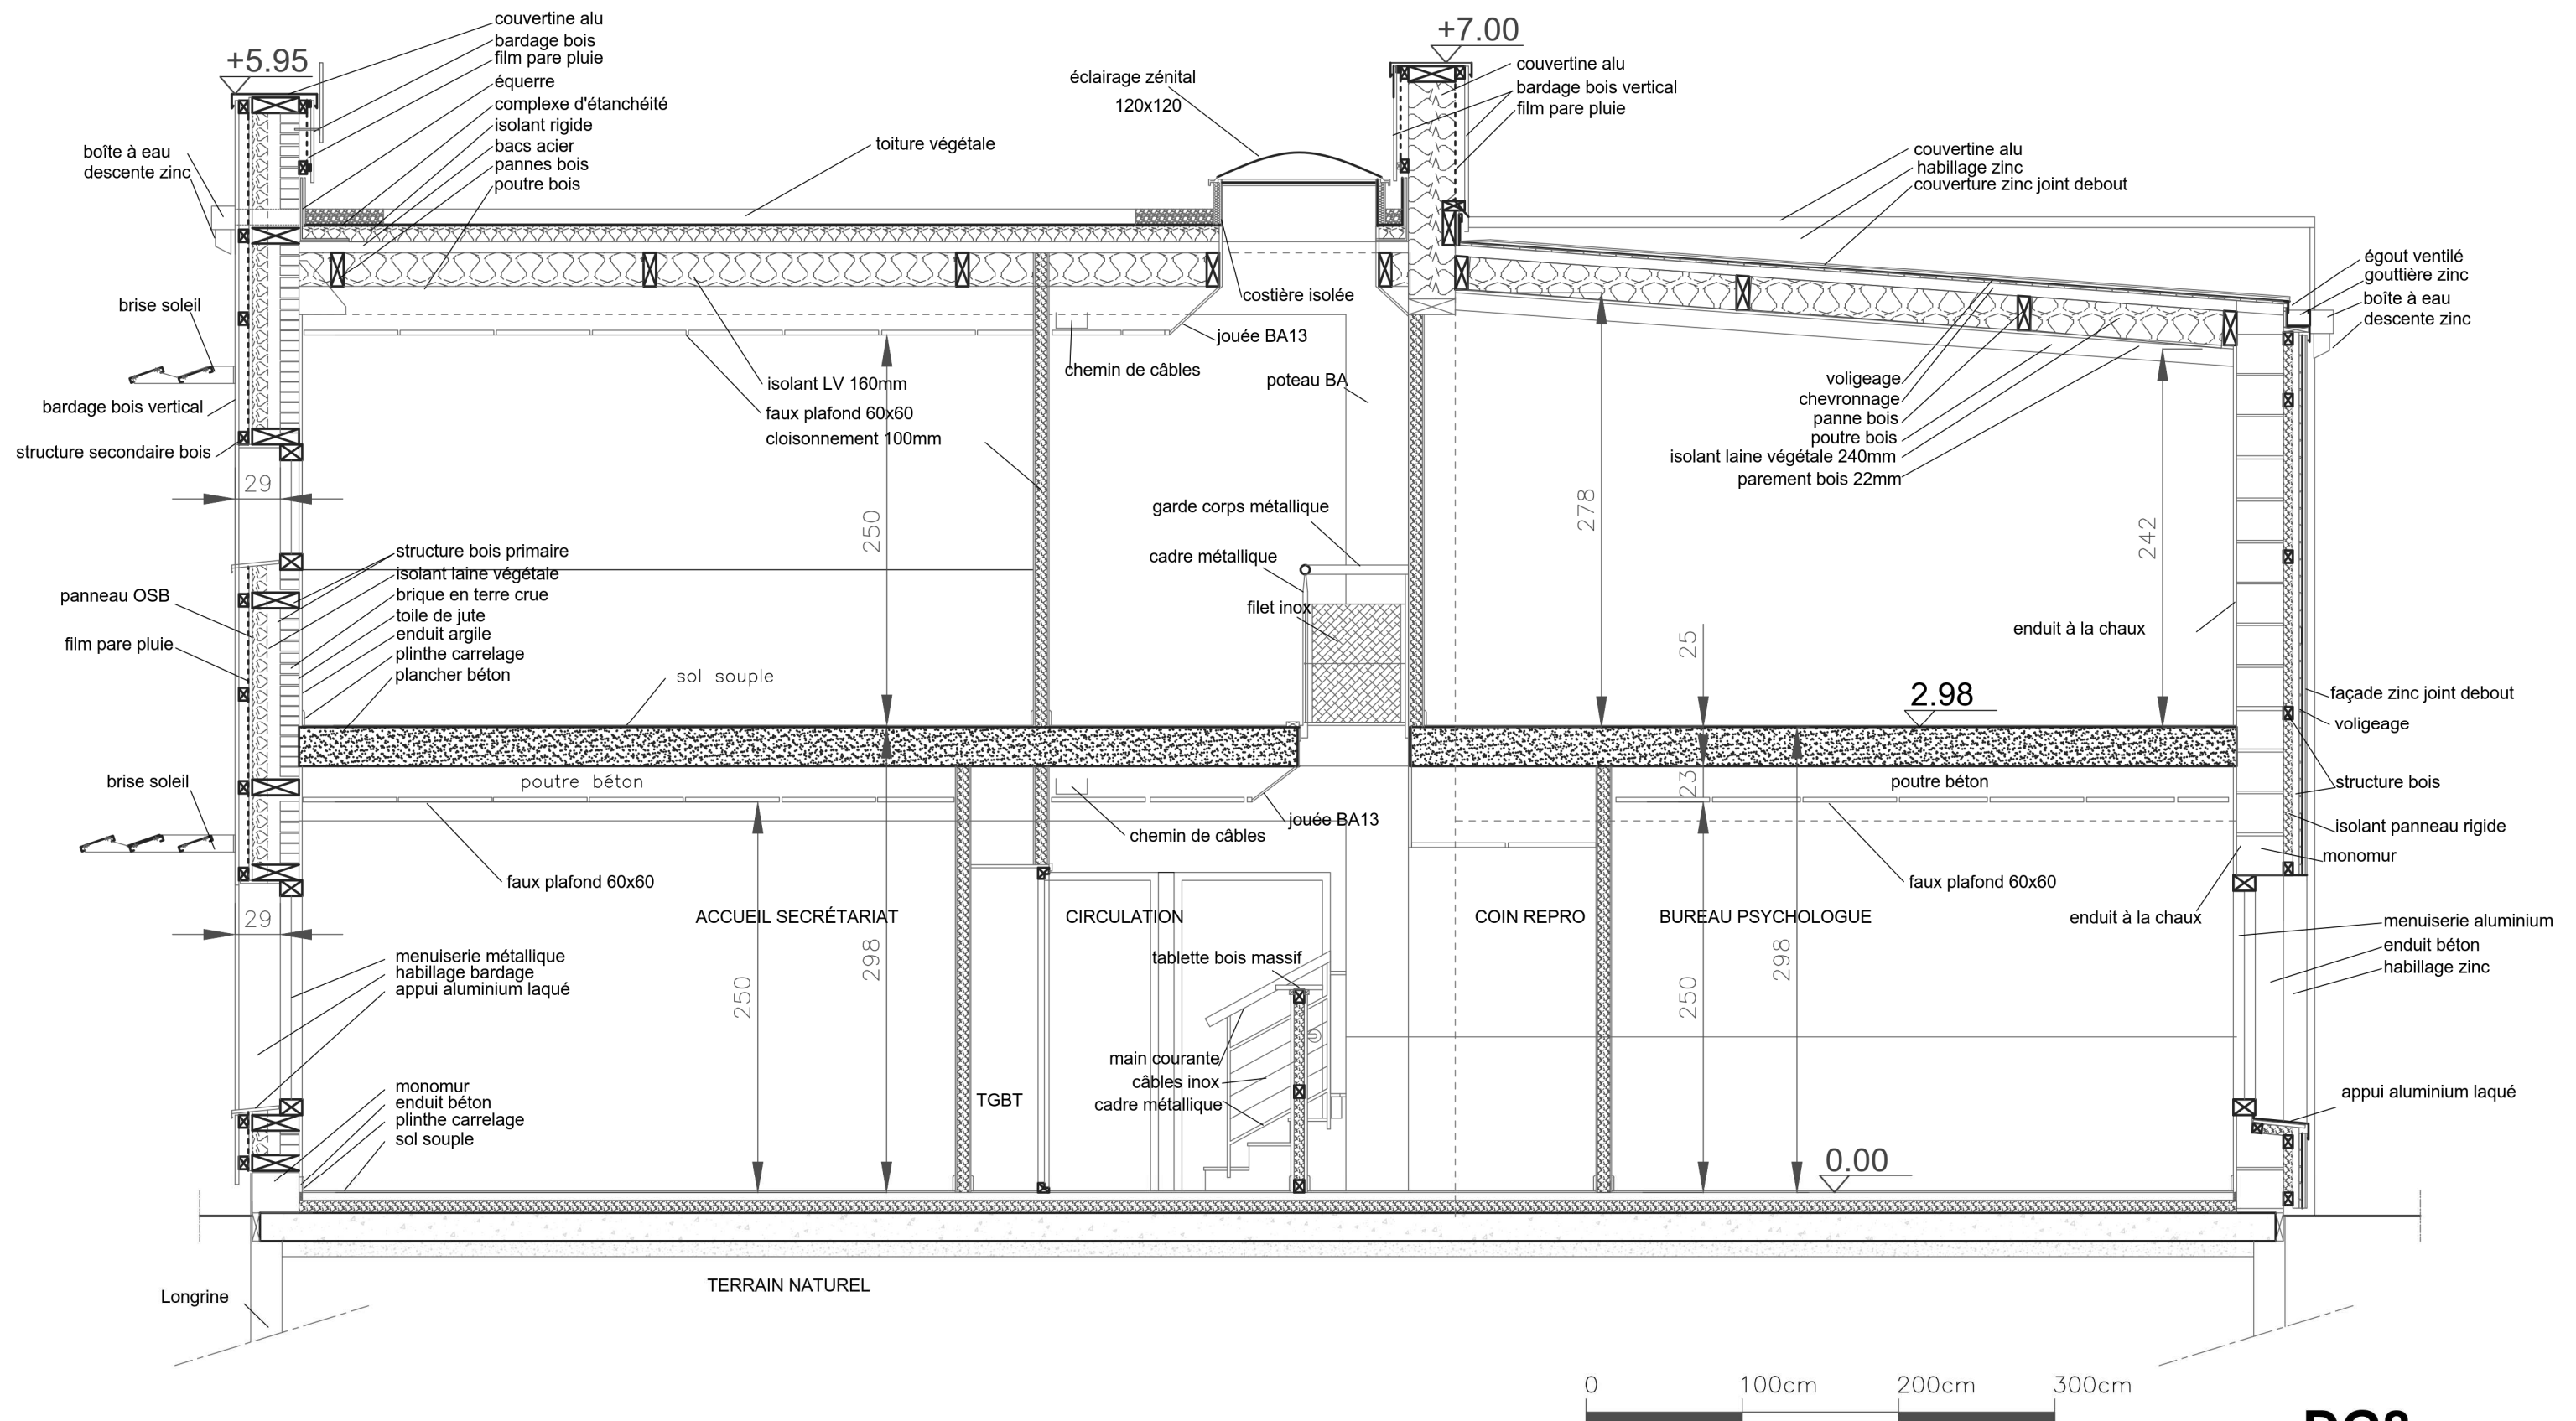 couvertine alu
bardage bois
film pare pluie
équerre
complexe d'étanchéité
isolant rigide
bacs acier
pannes bois
poutre bois
+5.95
boîte à eau
descente zinc
toiture végétale
éclairage zénital
120x120
+7.00
couvertine alu
bardage bois vertical
film pare pluie
couvertine alu
habillage zinc
couverture zinc joint debout
égout ventilé
gouttière zinc
boîte à eau
descente zinc
brise soleil
bardage bois vertical
structure secondaire bois
29
costière isolée
jouée BA13
chemin de câbles
poteau BA
isolant LV 160mm
faux plafond 60x60
cloisonnement 100mm
250
voligeage
chevronnage
panne bois
poutre bois
isolant laine végétale 240mm
parement bois 22mm
278
242
garde corps métallique
cadre métallique
filet inox
structure bois primaire
isolant laine végétale
brique en terre crue
toile de jute
enduit argile
plinthe carrelage
plancher béton
panneau OSB
film pare pluie
sol souple
25
2.98
enduit à la chaux
façade zinc joint debout
voligeage
structure bois
isolant panneau rigide
monomur
brise soleil
poutre béton
23
poutre béton
jouée BA13
chemin de câbles
faux plafond 60x60
faux plafond 60x60
29
ACCUEIL SECRÉTARIAT
CIRCULATION
COIN REPRO
BUREAU PSYCHOLOGUE
enduit à la chaux
menuiserie aluminium
enduit béton
habillage zinc
menuiserie métallique
habillage bardage
appui aluminium laqué
250
298
tablette bois massif
250
298
main courante
câbles inox
cadre métallique
TGBT
monomur
enduit béton
plinthe carrelage
sol souple
appui aluminium laqué
0.00
TERRAIN NATUREL
Longrine
0
100cm
200cm
300cm